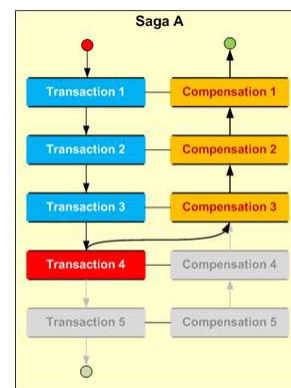 Saga A
Transaction 1 Compensation 1
Transaction 2 Compensation 2
Transaction 3 Compensation 3
Transaction 4 Compensation 4
Transaction 5 Compensation 5